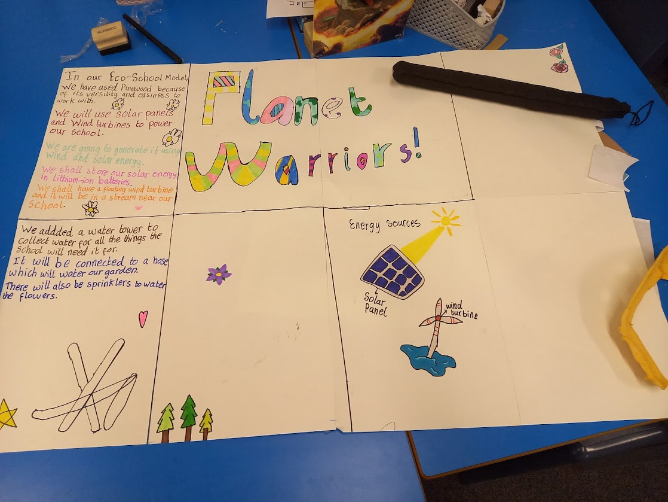 In our Eco-School Model
we have used Pinewood because
of its versility and easiness to
work with.
We will use solar panels
and Wind turbines to power
our school.
We are going to generate it using
Wind and solar energy.
We shall store our solar energy
in lithium-ion batteries.
We shall have a floating wind turbine
and it will be in a stream near our
School.
Planet
Warriors!
We addded a water tower to
collect water for all the things the
School will need it for.
It will be connected to a hose
which will water our garden.
There will also be sprinklers to water
the flowers.
Energy sources
Solar
Panel
wind
turbine